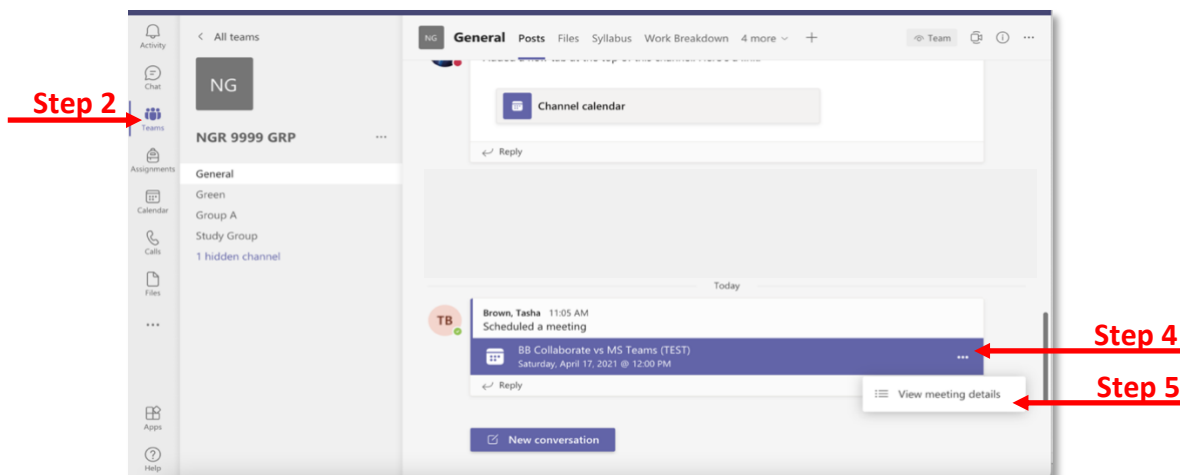 Activity
Chat
Step 2
Teams
Assignments
Calendar
Calls
Files
Apps
Help
All teams
NG
NGR 9999 GRP
General
Green
Group A
Study Group
1 hidden channel
NG General Posts Files Syllabus Work Breakdown 4 more + Team
Channel calendar
Reply
Today
TB
Brown, Tasha 11:05 AM
Scheduled a meeting
BB Collaborate vs MS Teams (TEST)
Saturday, April 17, 2021 @ 12:00 PM
Step 4
Reply
View meeting details
Step 5
New conversation